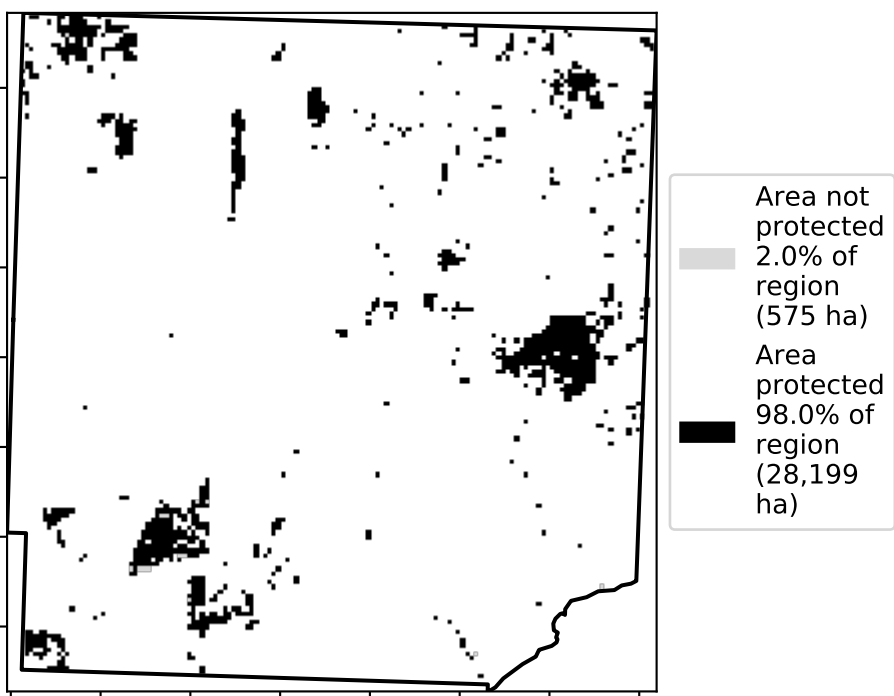 Area not
protected
2.0% of
region
(575 ha)
Area
protected
98.0% of
region
(28,199
ha)